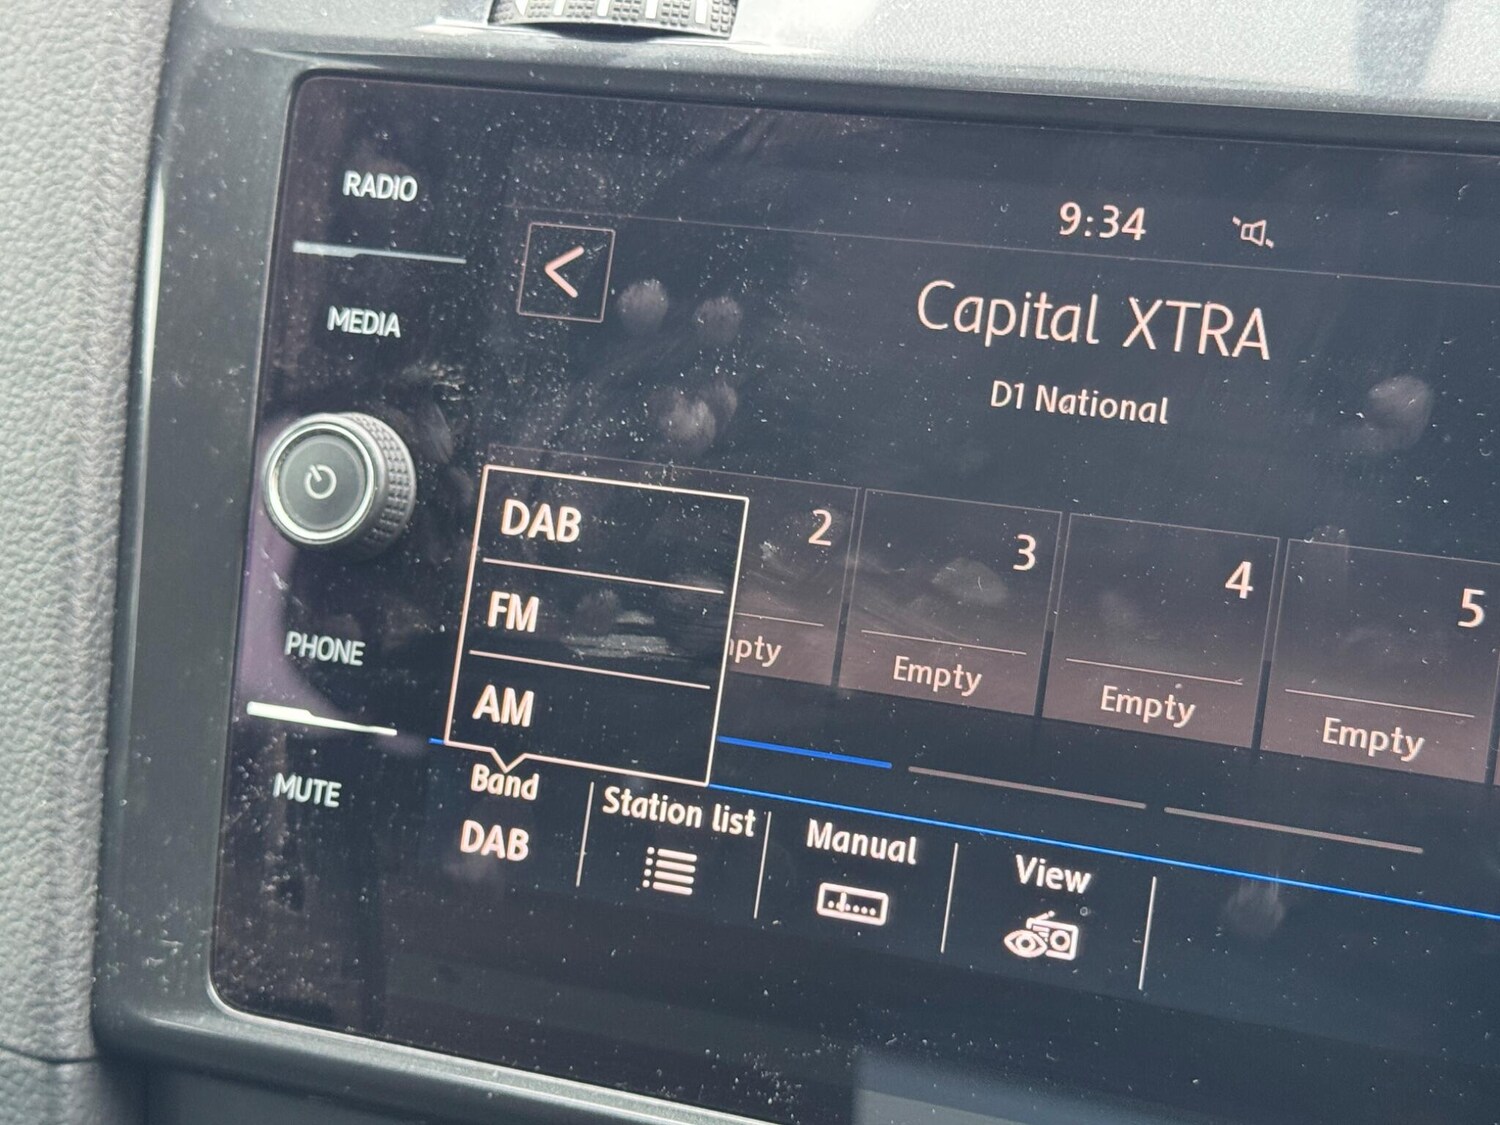 RADIO
9:34
MEDIA
Capital XTRA
D1 National
DAB
FM
AM
2
3
4
5
Empty
Empty
Empty
PHONE
MUTE
Band
DAB
Station list
Manual
View